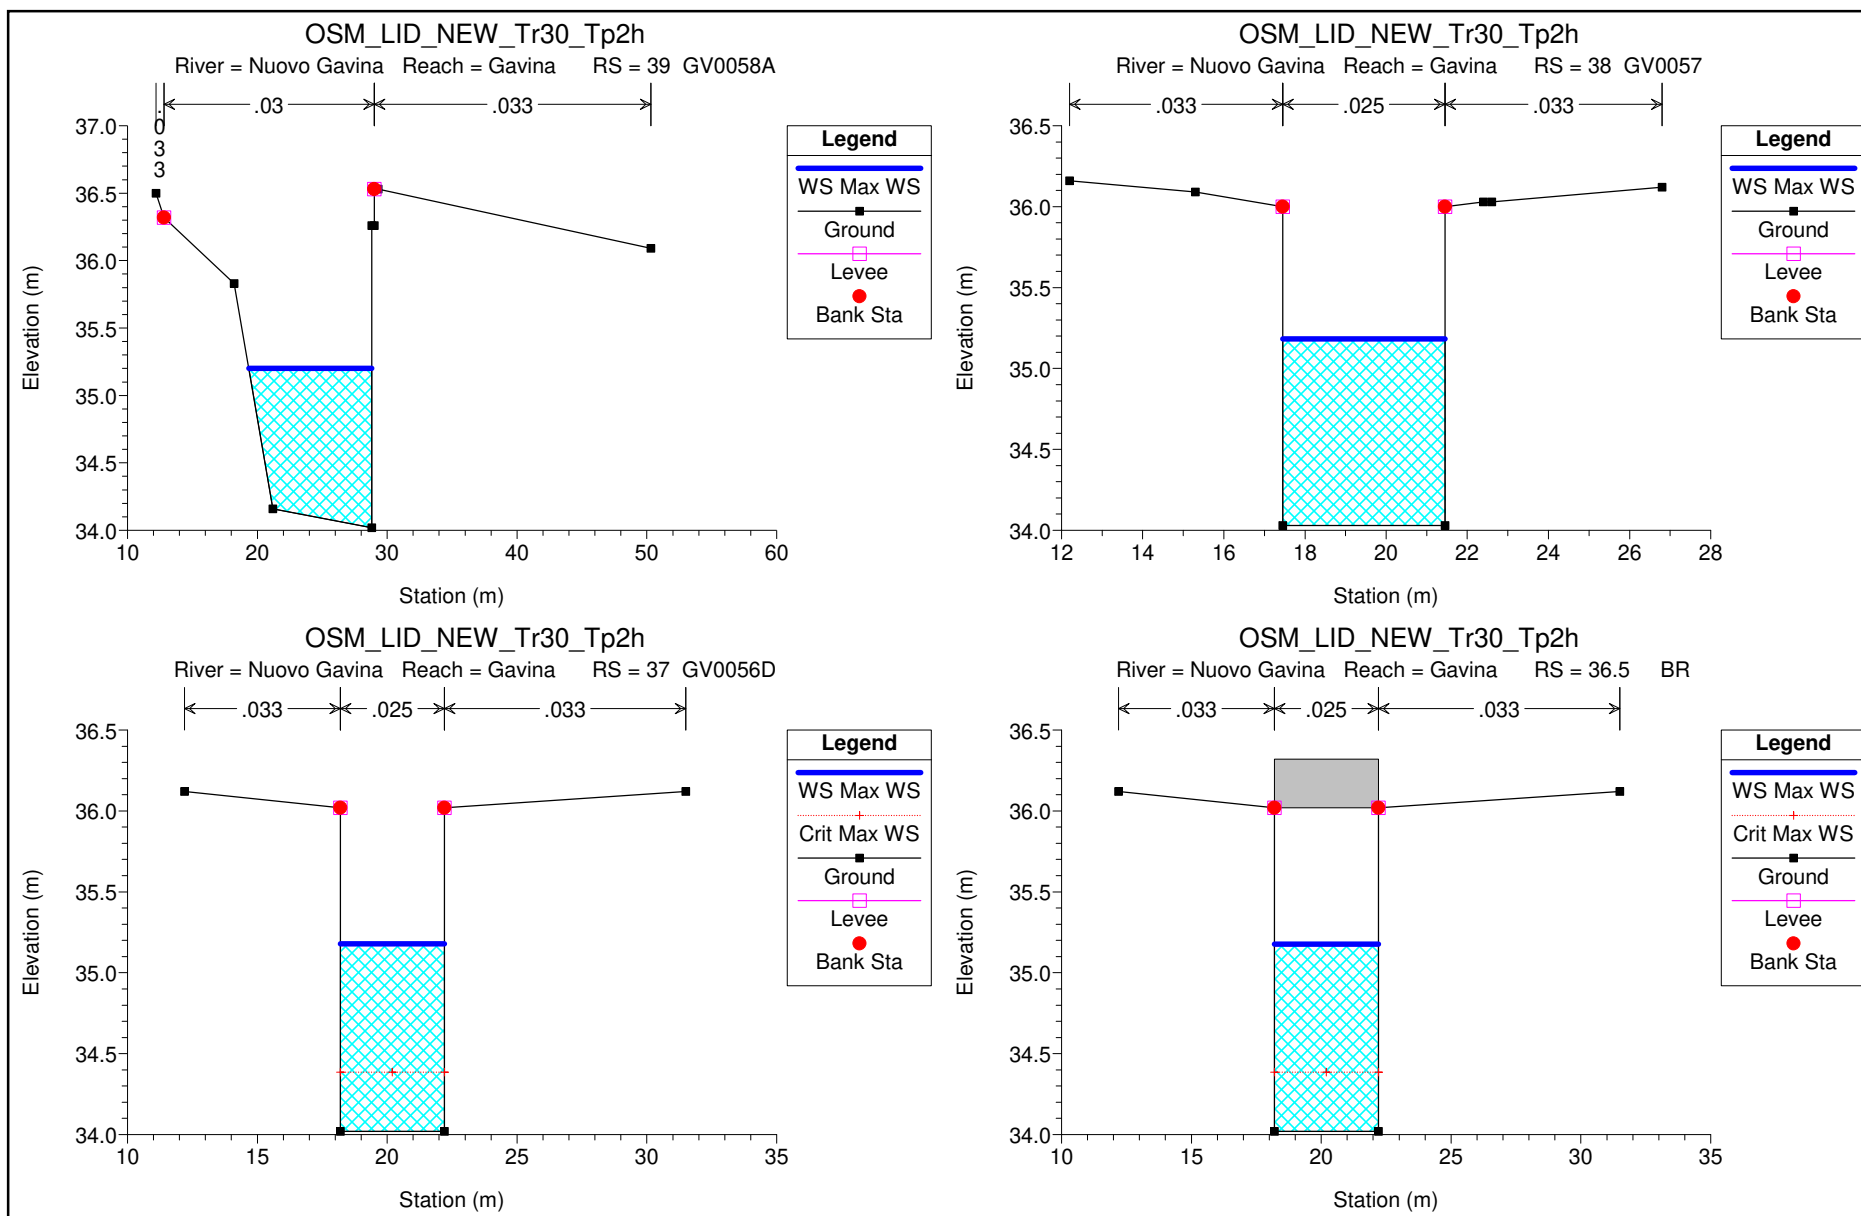 OSM_LID_NEW_Tr30_Tp2h
River = Nuovo Gavina Reach = Gavina RS = 39 GV0058A
.033
.03
.033
37.0
36.5
36.0
35.5
35.0
34.5
34.0
Elevation (m)
10 20 30 40 50 60
Station (m)
Legend
WS Max WS
Ground
Levee
Bank Sta
OSM_LID_NEW_Tr30_Tp2h
River = Nuovo Gavina Reach = Gavina RS = 38 GV0057
.033
.025
.033
36.5
36.0
35.5
35.0
34.5
34.0
Elevation (m)
12 14 16 18 20 22 24 26 28
Station (m)
Legend
WS Max WS
Ground
Levee
Bank Sta
OSM_LID_NEW_Tr30_Tp2h
River = Nuovo Gavina Reach = Gavina RS = 37 GV0056D
.033
.025
.033
36.5
36.0
35.5
35.0
34.5
34.0
Elevation (m)
10 15 20 25 30 35
Station (m)
Legend
WS Max WS
Crit Max WS
Ground
Levee
Bank Sta
OSM_LID_NEW_Tr30_Tp2h
River = Nuovo Gavina Reach = Gavina RS = 36.5 BR
.033
.025
.033
36.5
36.0
35.5
35.0
34.5
34.0
Elevation (m)
10 15 20 25 30 35
Station (m)
Legend
WS Max WS
Crit Max WS
Ground
Levee
Bank Sta